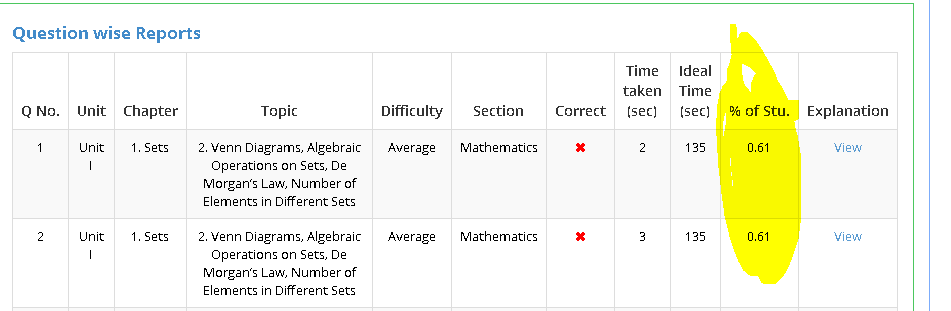 Question wise Reports
Q No. Unit Chapter Topic Difficulty Section Correct Time taken (sec) Ideal Time (sec) % of Stu. Explanation
1 Unit I 1. Sets 2. Venn Diagrams, Algebraic Operations on Sets, De Morgan's Law, Number of Elements in Different Sets Average Mathematics ✖ 2 135 0.61 View
2 Unit I 1. Sets 2. Venn Diagrams, Algebraic Operations on Sets, De Morgan's Law, Number of Elements in Different Sets Average Mathematics ✖ 3 135 0.61 View